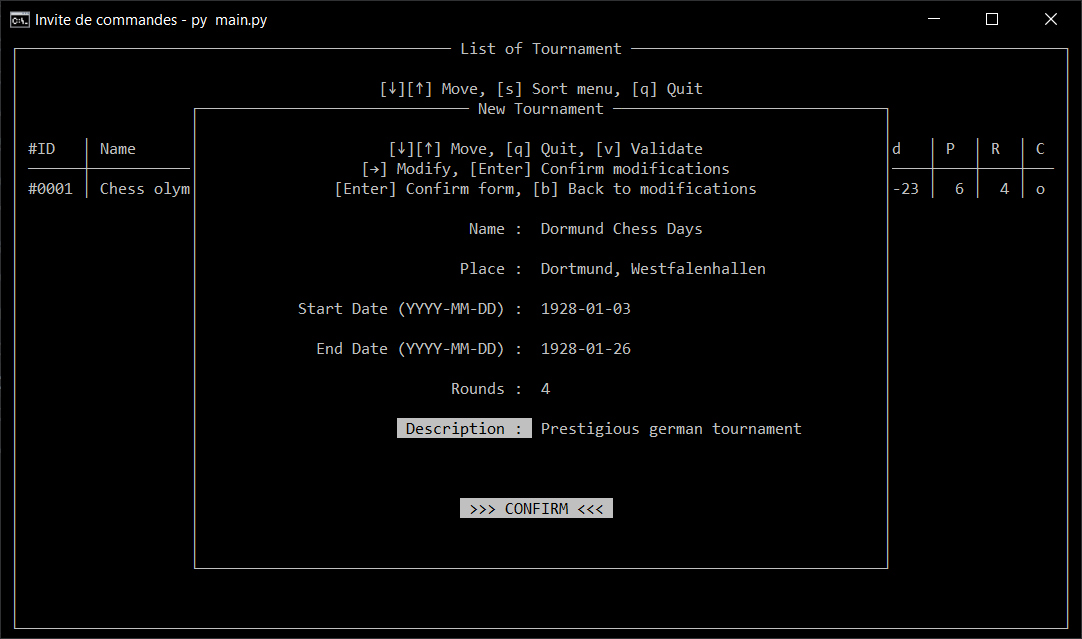 Invite de commandes - py  main.py
List of Tournament
[↓][↑] Move, [s] Sort menu, [q] Quit
New Tournament
#ID Name [↓][↑] Move, [q] Quit, [v] Validate d P R C
[→] Modify, [Enter] Confirm modifications
#0001 Chess olym [Enter] Confirm form, [b] Back to modifications -23 6 4 o
Name : Dormund Chess Days
Place : Dortmund, Westfalenhallen
Start Date (YYYY-MM-DD) : 1928-01-03
End Date (YYYY-MM-DD) : 1928-01-26
Rounds : 4
Description : Prestigious german tournament
>>> CONFIRM <<<